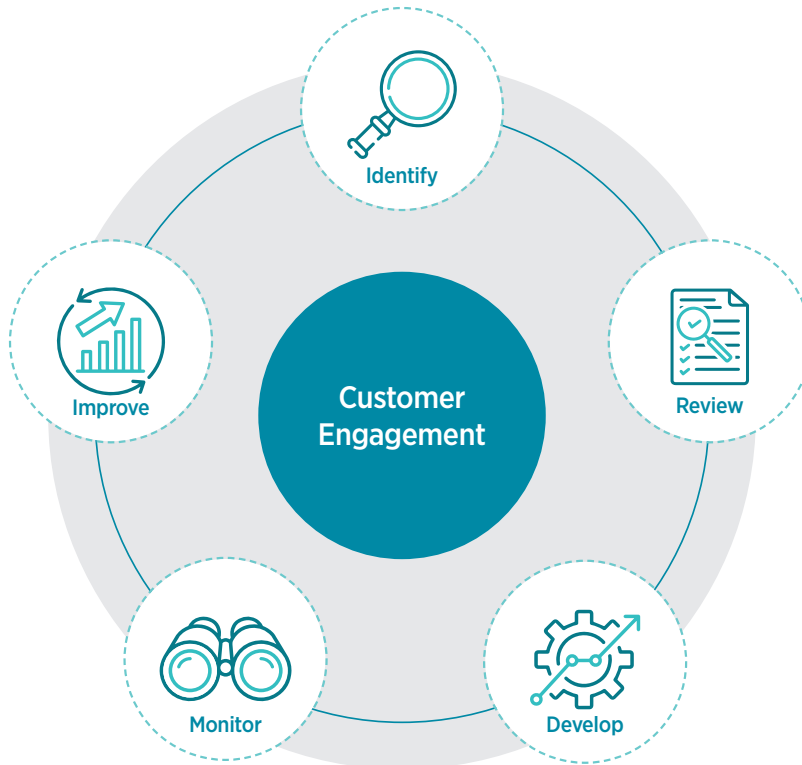 Identify
Improve
Review
Customer
Engagement
Monitor
Develop